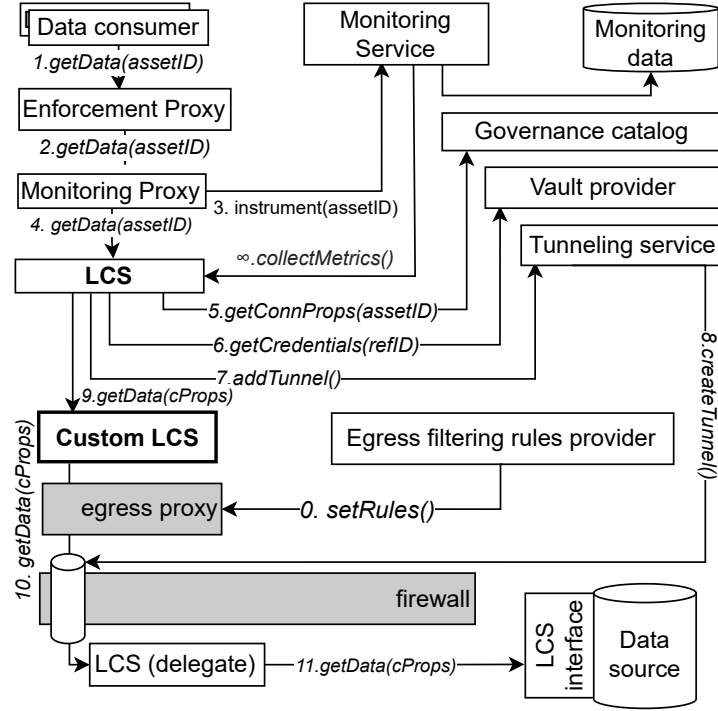 Data consumer
Monitoring
Service
Monitoring
data
1.getData(assetID)
Enforcement Proxy
Governance catalog
2.getData(assetID)
Monitoring Proxy
3. instrument(assetID)
Vault provider
4. getData(assetID)
Tunneling service
∞.collectMetrics()
LCS
5.getConnProps(assetID)
6.getCredentials(refID)
7.addTunnel()
8.createTunnel()
9.getData(cProps)
Custom LCS
Egress filtering rules provider
10. getData(cProps)
egress proxy
0. setRules()
firewall
LCS (delegate)
11.getData(cProps)
LCS
interface
Data
source